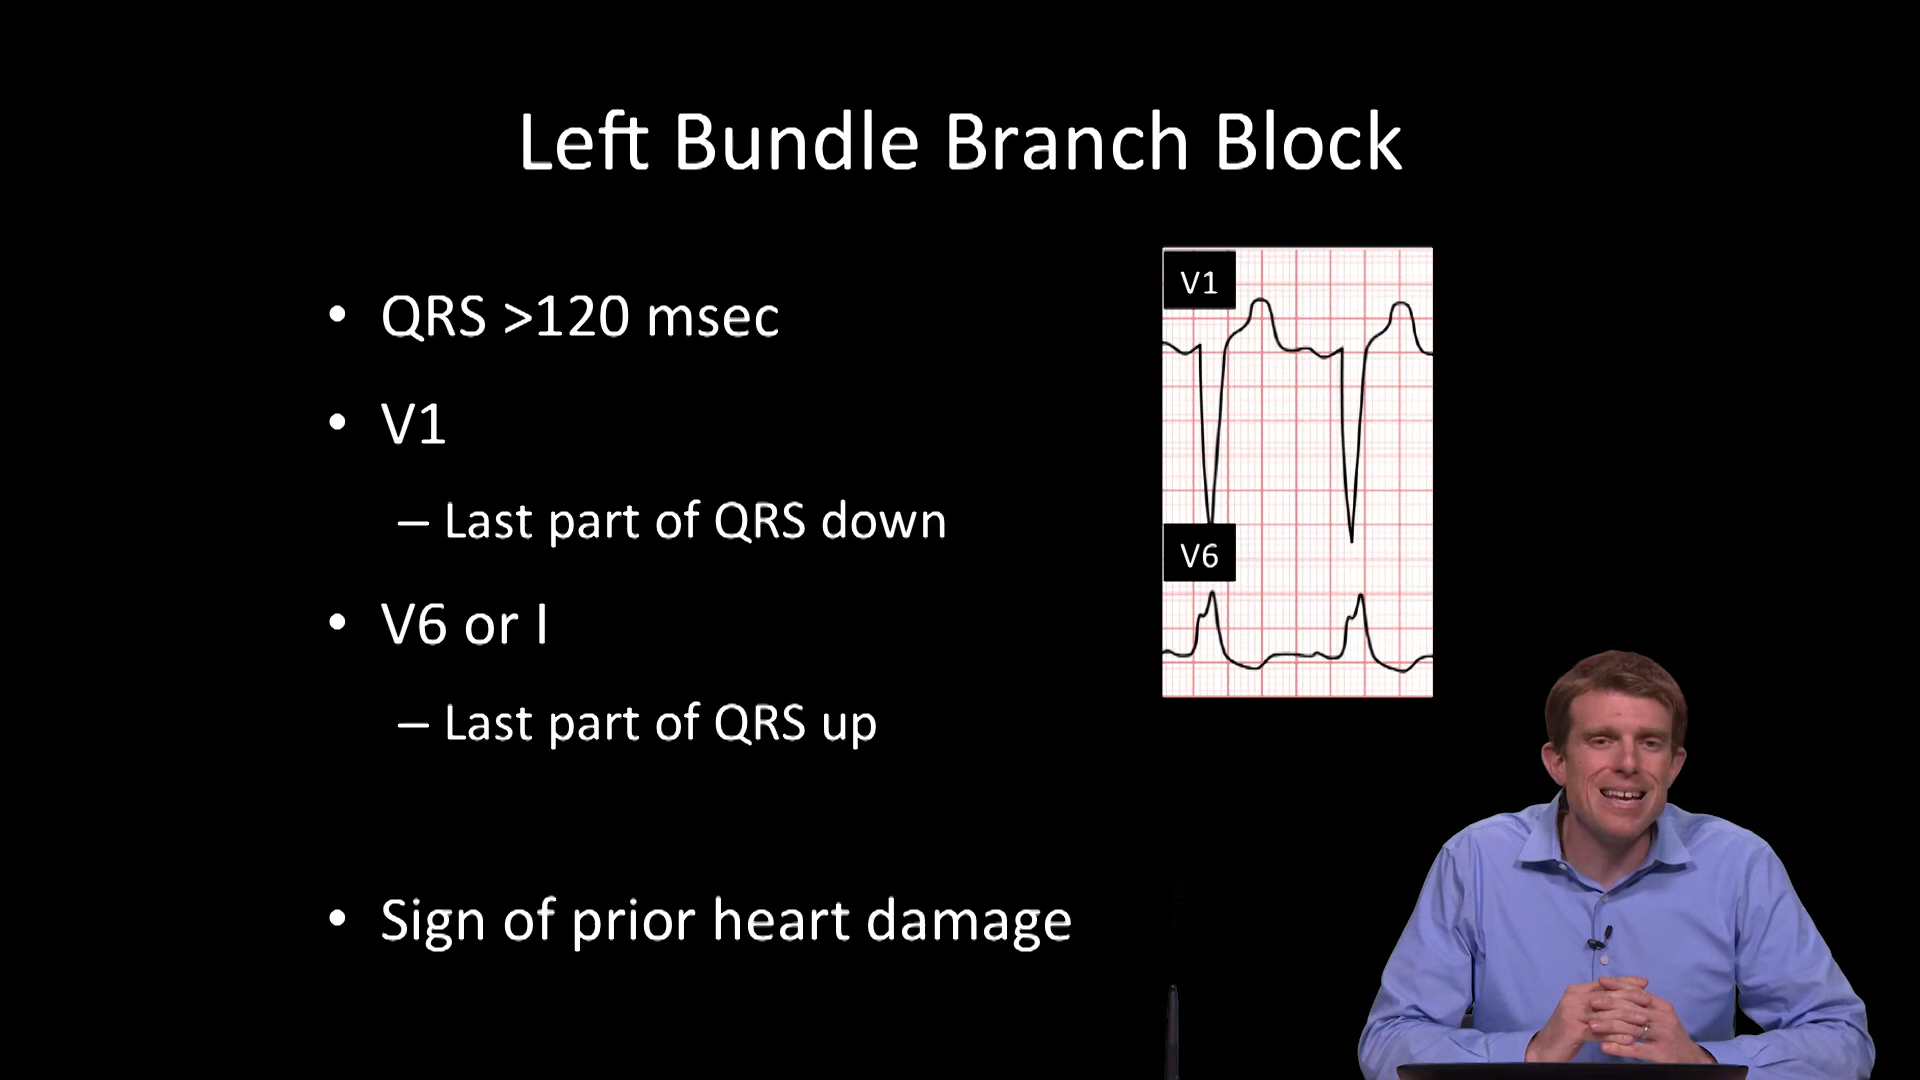 Left Bundle Branch Block
• QRS >120 msec
• V1
– Last part of QRS down
• V6 or I
– Last part of QRS up
• Sign of prior heart damage
V1
V6